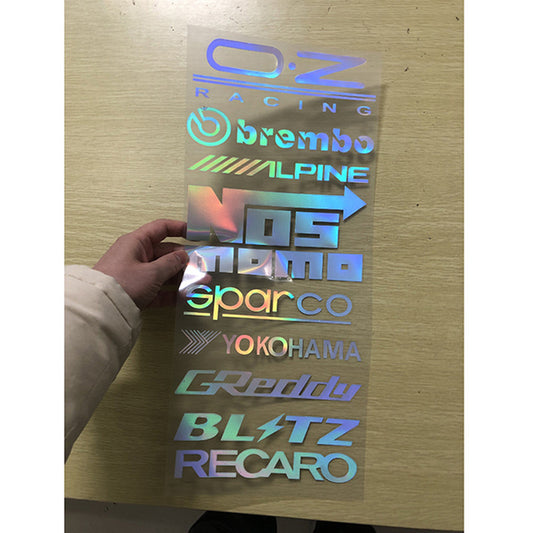 O·Z
RACING
brembo
ALPINE
NOS
momo
sparco
YOKOHAMA
GReddy
BLITZ
RECARO